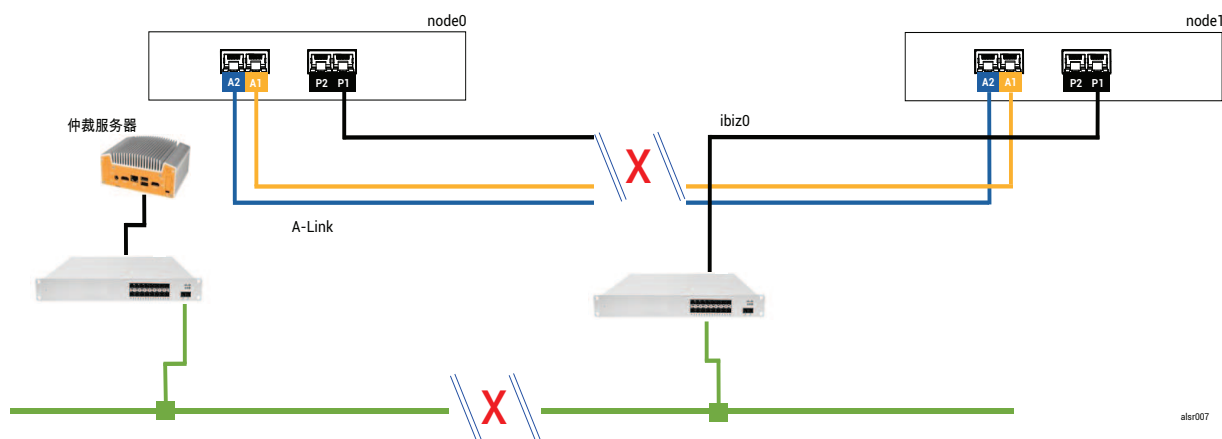 node0
node1
A2 A1 P2 P1
A2 A1 P2 P1
仲裁服务器
ibiz0
X
A-Link
X
alsr007